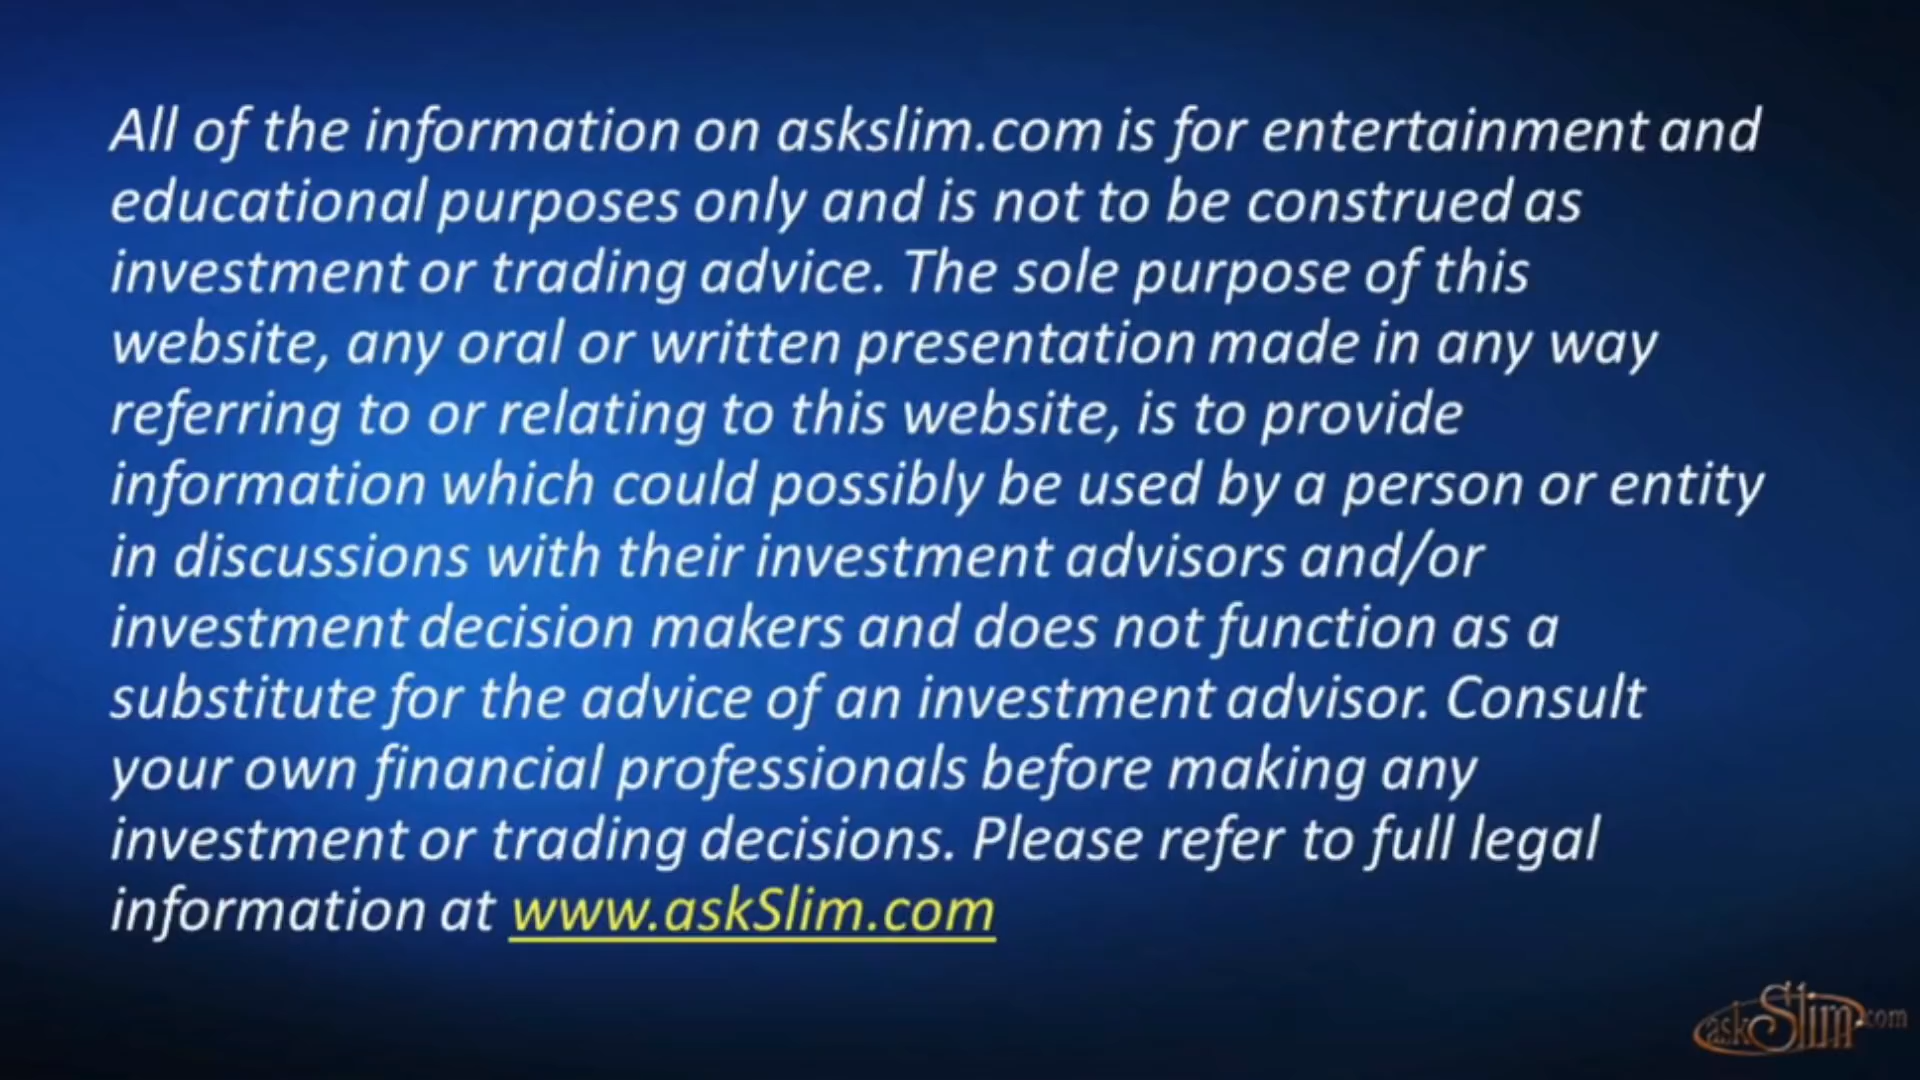 All of the information on askslim.com is for entertainment and
educational purposes only and is not to be construed as
investment or trading advice. The sole purpose of this
website, any oral or written presentation made in any way
referring to or relating to this website, is to provide
information which could possibly be used by a person or entity
in discussions with their investment advisors and/or
investment decision makers and does not function as a
substitute for the advice of an investment advisor. Consult
your own financial professionals before making any
investment or trading decisions. Please refer to full legal
information at www.askSlim.com
askSlim.com